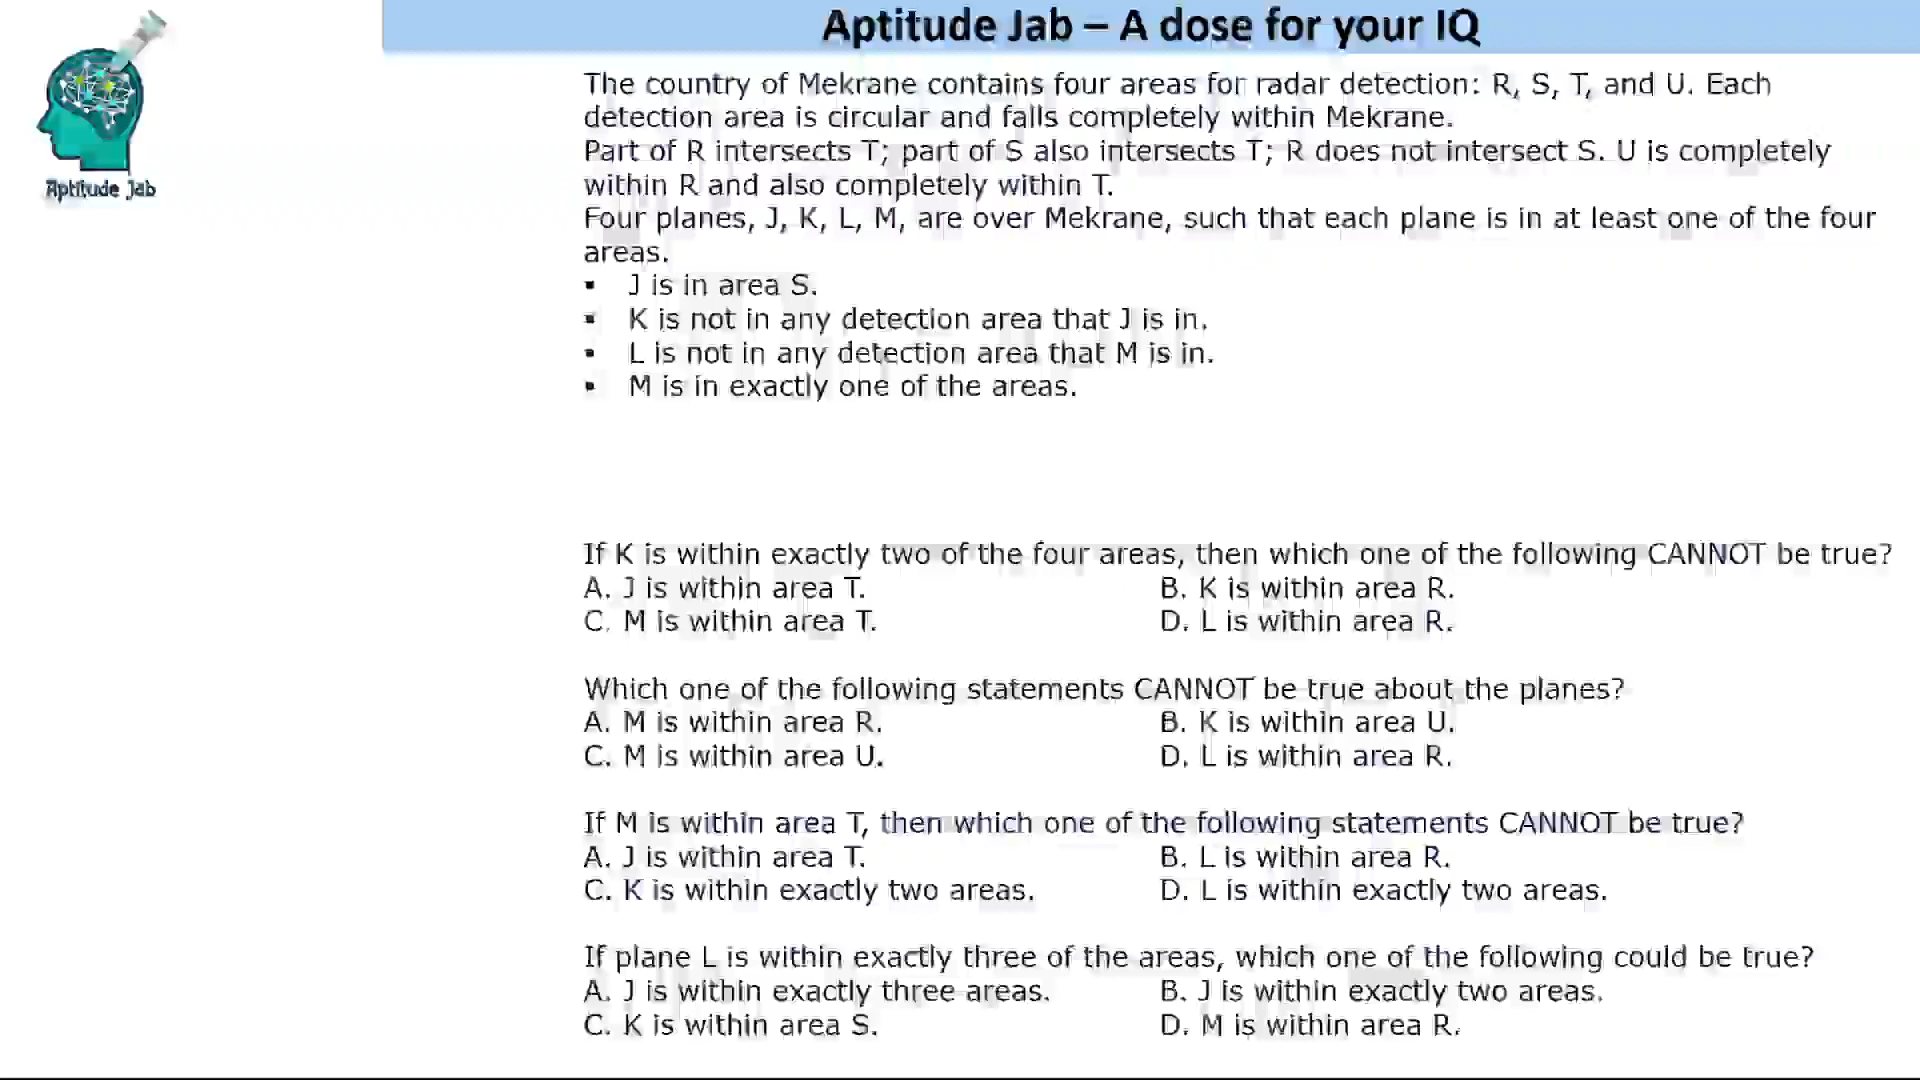 Aptitude Jab – A dose for your IQ
Aptitude Jab
The country of Mekrane contains four areas for radar detection: R, S, T, and U. Each
detection area is circular and falls completely within Mekrane.
Part of R intersects T; part of S also intersects T; R does not intersect S. U is completely
within R and also completely within T.
Four planes, J, K, L, M, are over Mekrane, such that each plane is in at least one of the four
areas.
▪ J is in area S.
▪ K is not in any detection area that J is in.
▪ L is not in any detection area that M is in.
▪ M is in exactly one of the areas.
If K is within exactly two of the four areas, then which one of the following CANNOT be true?
A. J is within area T. B. K is within area R.
C. M is within area T. D. L is within area R.
Which one of the following statements CANNOT be true about the planes?
A. M is within area R. B. K is within area U.
C. M is within area U. D. L is within area R.
If M is within area T, then which one of the following statements CANNOT be true?
A. J is within area T. B. L is within area R.
C. K is within exactly two areas. D. L is within exactly two areas.
If plane L is within exactly three of the areas, which one of the following could be true?
A. J is within exactly three areas. B. J is within exactly two areas.
C. K is within area S. D. M is within area R.